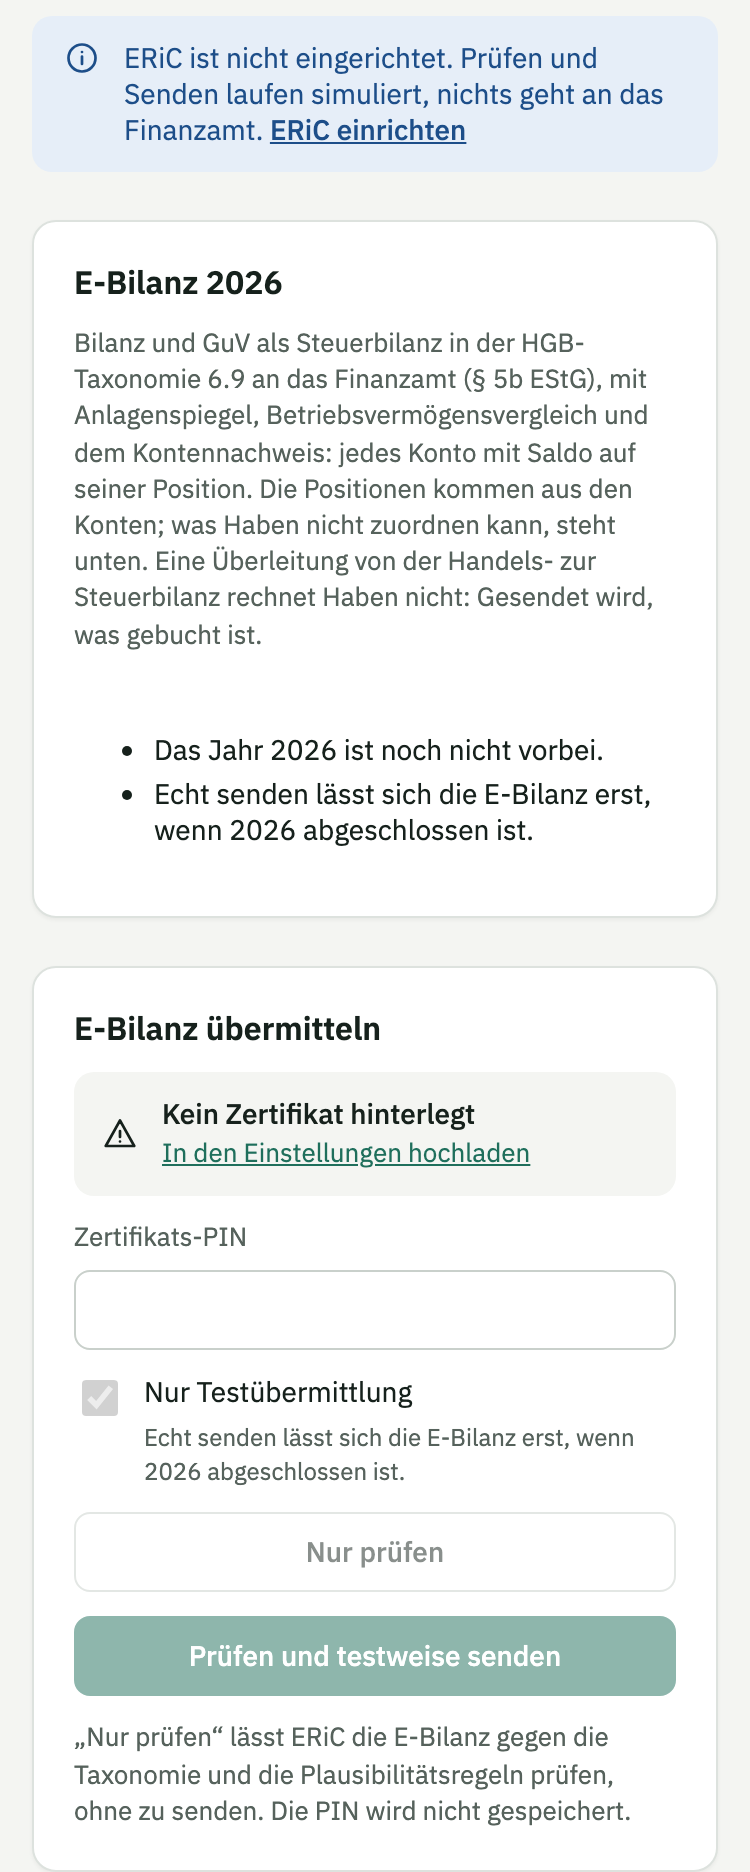 ERiC ist nicht eingerichtet. Prüfen und
Senden laufen simuliert, nichts geht an das
Finanzamt. ERiC einrichten
E-Bilanz 2026
Bilanz und GuV als Steuerbilanz in der HGB-
Taxonomie 6.9 an das Finanzamt (§ 5b EStG), mit
Anlagenspiegel, Betriebsvermögensvergleich und
dem Kontennachweis: jedes Konto mit Saldo auf
seiner Position. Die Positionen kommen aus den
Konten; was Haben nicht zuordnen kann, steht
unten. Eine Überleitung von der Handels- zur
Steuerbilanz rechnet Haben nicht: Gesendet wird,
was gebucht ist.
• Das Jahr 2026 ist noch nicht vorbei.
• Echt senden lässt sich die E-Bilanz erst,
wenn 2026 abgeschlossen ist.
E-Bilanz übermitteln
Kein Zertifikat hinterlegt
In den Einstellungen hochladen
Zertifikats-PIN
Nur Testübermittlung
Echt senden lässt sich die E-Bilanz erst, wenn
2026 abgeschlossen ist.
Nur prüfen
Prüfen und testweise senden
„Nur prüfen“ lässt ERiC die E-Bilanz gegen die
Taxonomie und die Plausibilitätsregeln prüfen,
ohne zu senden. Die PIN wird nicht gespeichert.